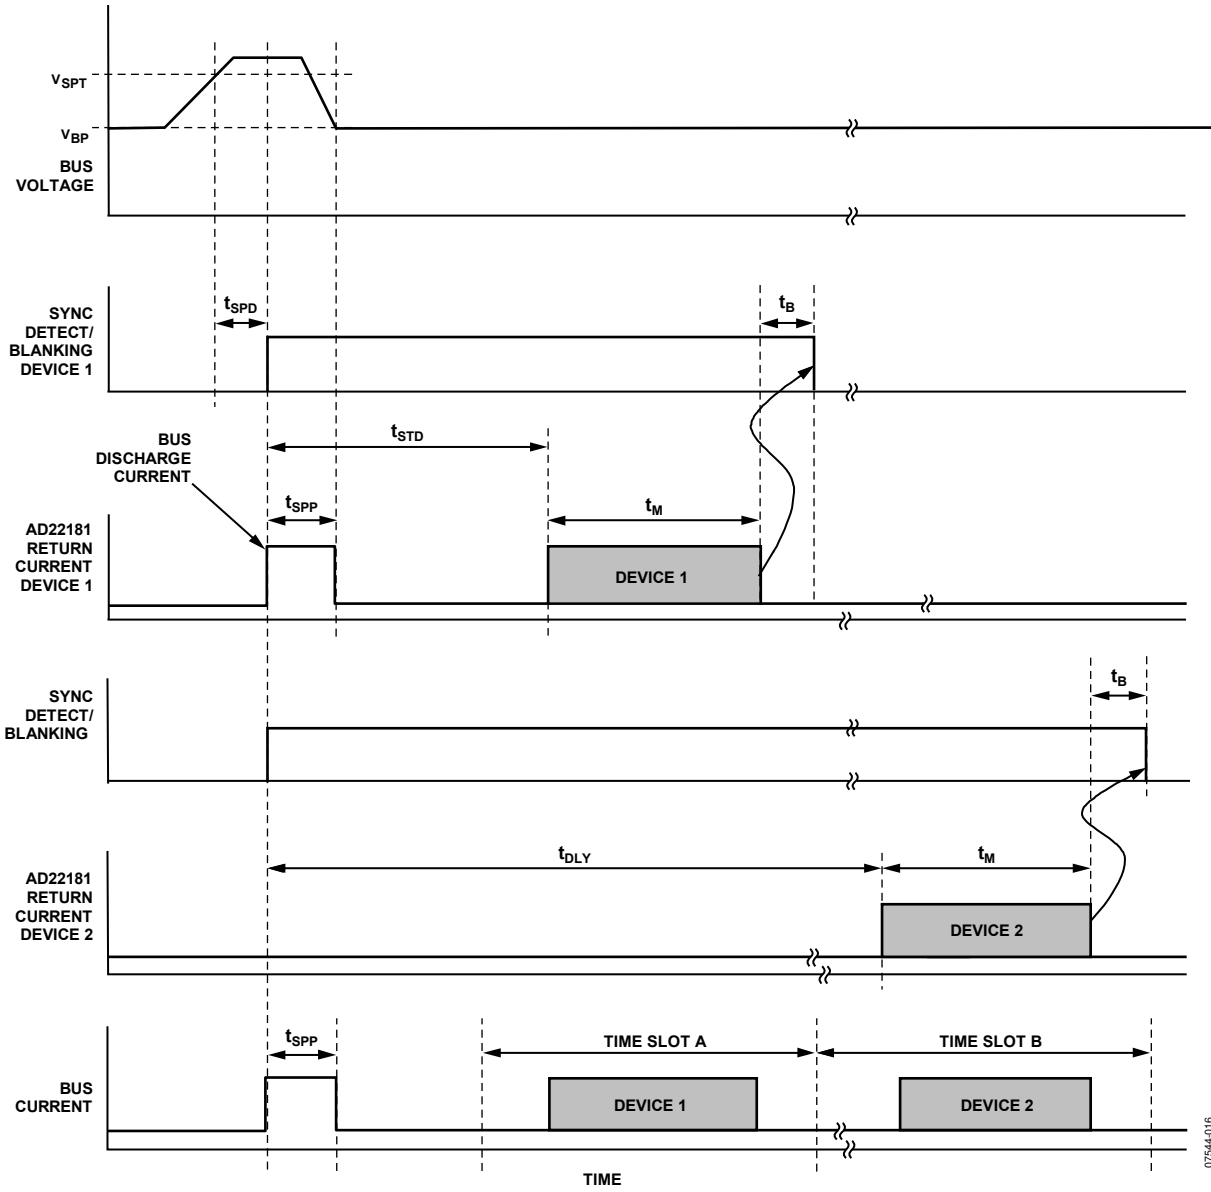 VSPT
VBP
BUS
VOLTAGE
SYNC
DETECT/
BLANKING
DEVICE 1
tSPD
tB
BUS
DISCHARGE
CURRENT
tSTD
tSPP
tM
AD22181
RETURN
CURRENT
DEVICE 1
DEVICE 1
SYNC
DETECT/
BLANKING
tB
AD22181
RETURN
CURRENT
DEVICE 2
tDLY
tM
DEVICE 2
BUS
CURRENT
tSPP
TIME SLOT A
TIME SLOT B
DEVICE 1
DEVICE 2
TIME
07544-016